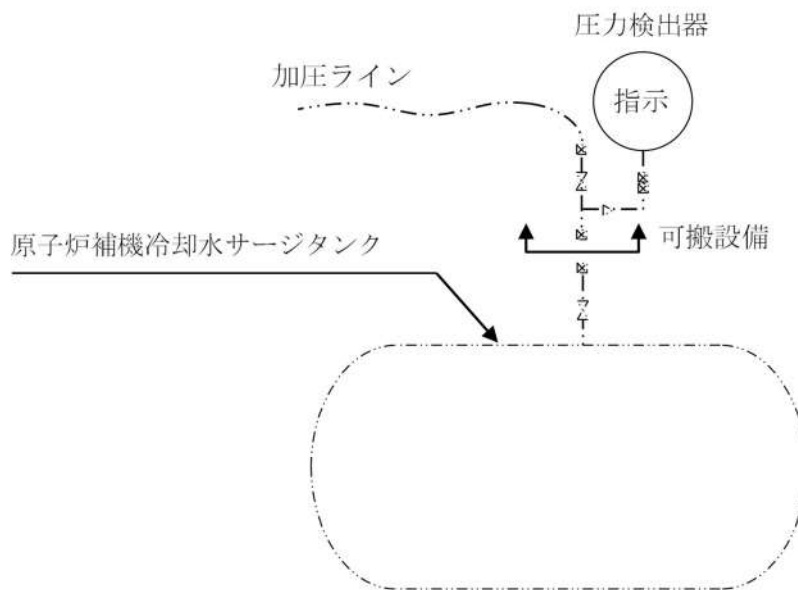 圧力検出器
加圧ライン
指示
原子炉補機冷却水サージタンク
可搬設備